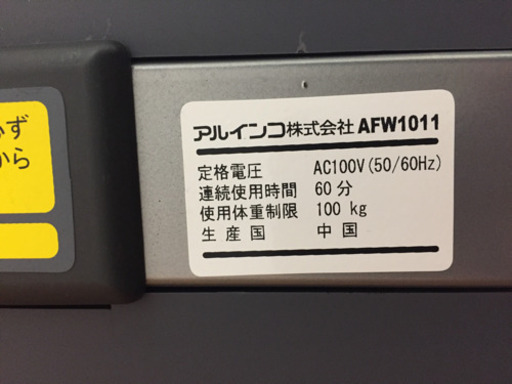 ず
から
アルインコ株式会社 AFW1011
定格電圧 AC100V(50/60Hz)
連続使用時間 60分
使用体重制限 100 kg
生産国 中国